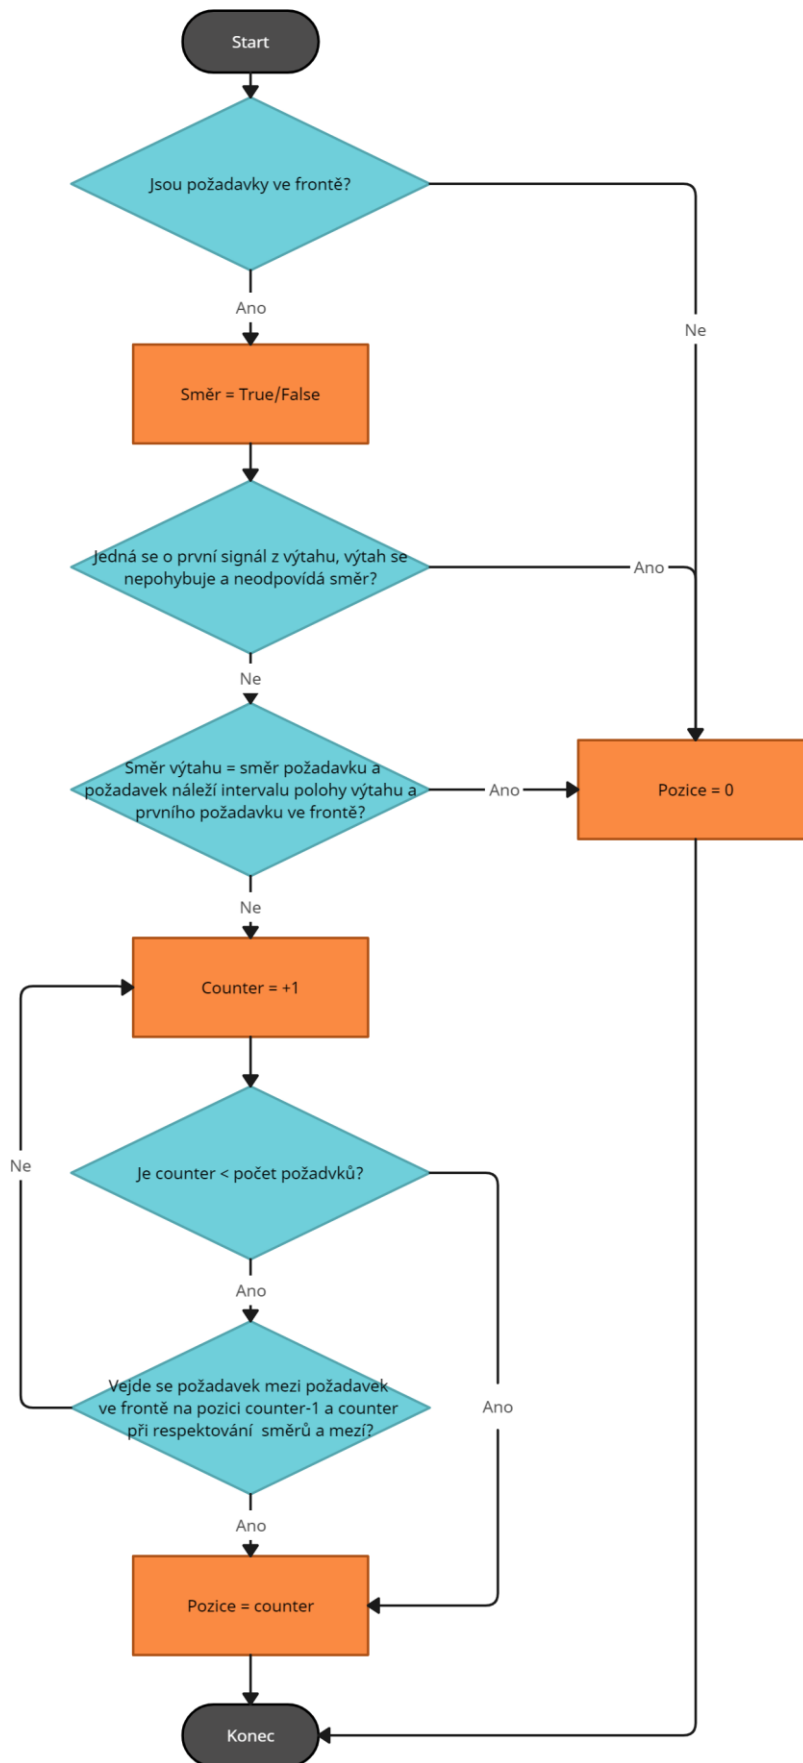 Start
Jsou požadavky ve frontě?
Ne
Ano
Směr = True/False
Jedná se o první signál z výtahu, výtah se
nepohybuje a neodpovídá směr?
Ano
Ne
Směr výtahu = směr požadavku a
požadavek náleží intervalu polohy výtahu a
prvního požadavku ve frontě?
Ano
Pozice = 0
Ne
Counter = +1
Ne
Je counter < počet požadvků?
Ano
Vejde se požadavek mezi požadavek
ve frontě na pozici counter-1 a counter
při respektování  směrů a mezí?
Ano
Ano
Pozice = counter
Konec